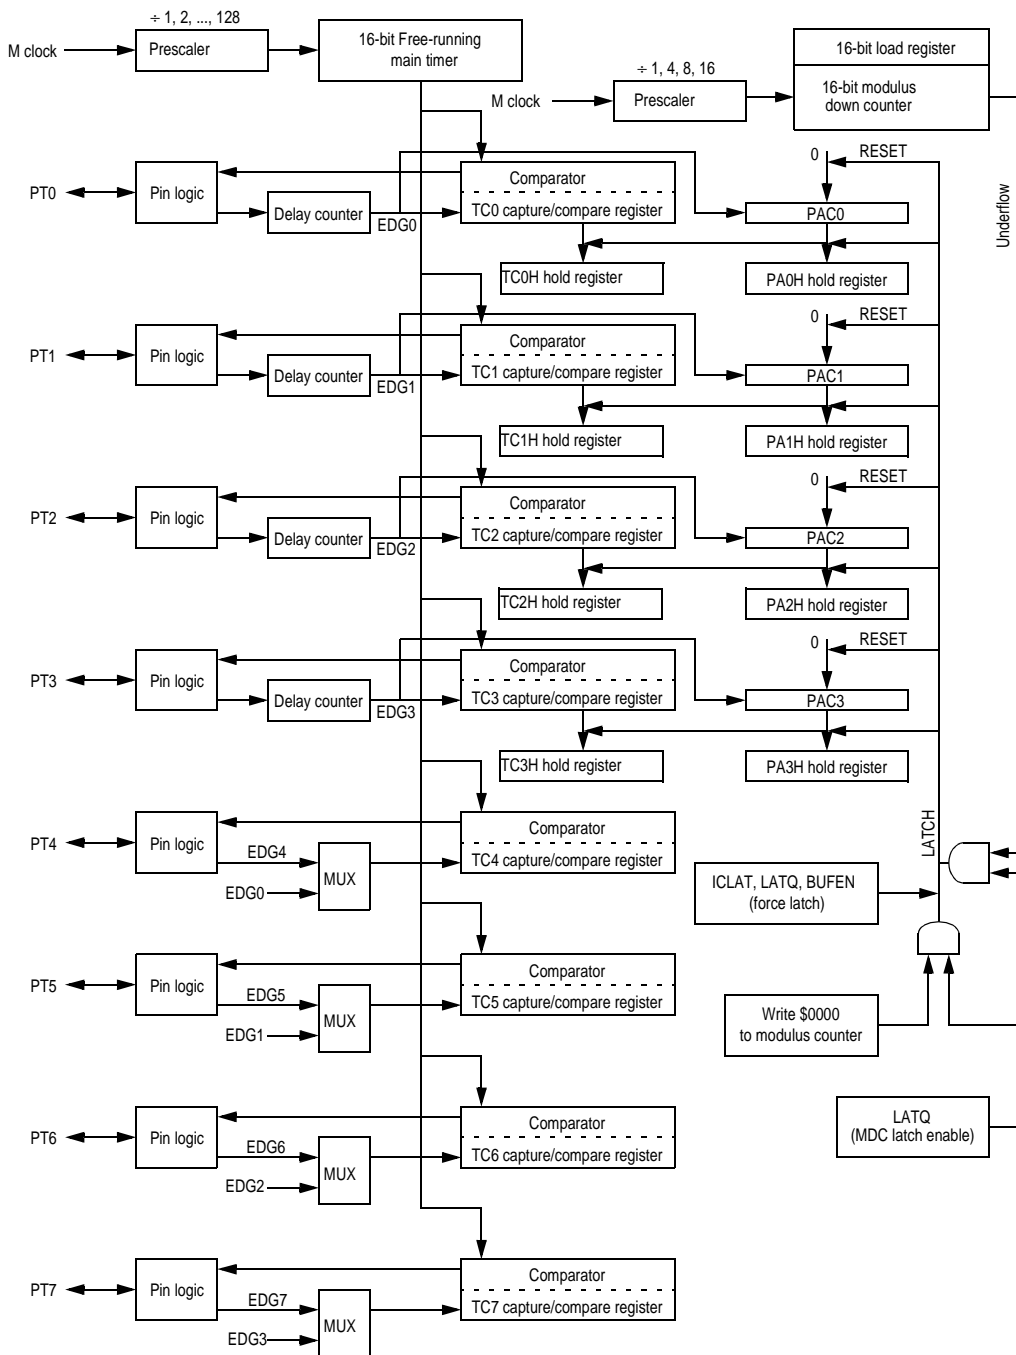 ÷ 1, 2, ..., 128
M clock
Prescaler
16-bit Free-running
main timer
16-bit load register
÷ 1, 4, 8, 16
M clock
Prescaler
16-bit modulus
down counter
Underflow
PT0
Pin logic
Delay counter
EDG0
Comparator
TC0 capture/compare register
0
RESET
PAC0
TC0H hold register
PA0H hold register
PT1
Pin logic
Delay counter
EDG1
Comparator
TC1 capture/compare register
0
RESET
PAC1
TC1H hold register
PA1H hold register
PT2
Pin logic
Delay counter
EDG2
Comparator
TC2 capture/compare register
0
RESET
PAC2
TC2H hold register
PA2H hold register
PT3
Pin logic
Delay counter
EDG3
Comparator
TC3 capture/compare register
0
RESET
PAC3
TC3H hold register
PA3H hold register
LATCH
PT4
Pin logic
EDG4
EDG0
MUX
Comparator
TC4 capture/compare register
ICLAT, LATQ, BUFEN
(force latch)
PT5
Pin logic
EDG5
EDG1
MUX
Comparator
TC5 capture/compare register
Write $0000
to modulus counter
PT6
Pin logic
EDG6
EDG2
MUX
Comparator
TC6 capture/compare register
LATQ
(MDC latch enable)
PT7
Pin logic
EDG7
EDG3
MUX
Comparator
TC7 capture/compare register